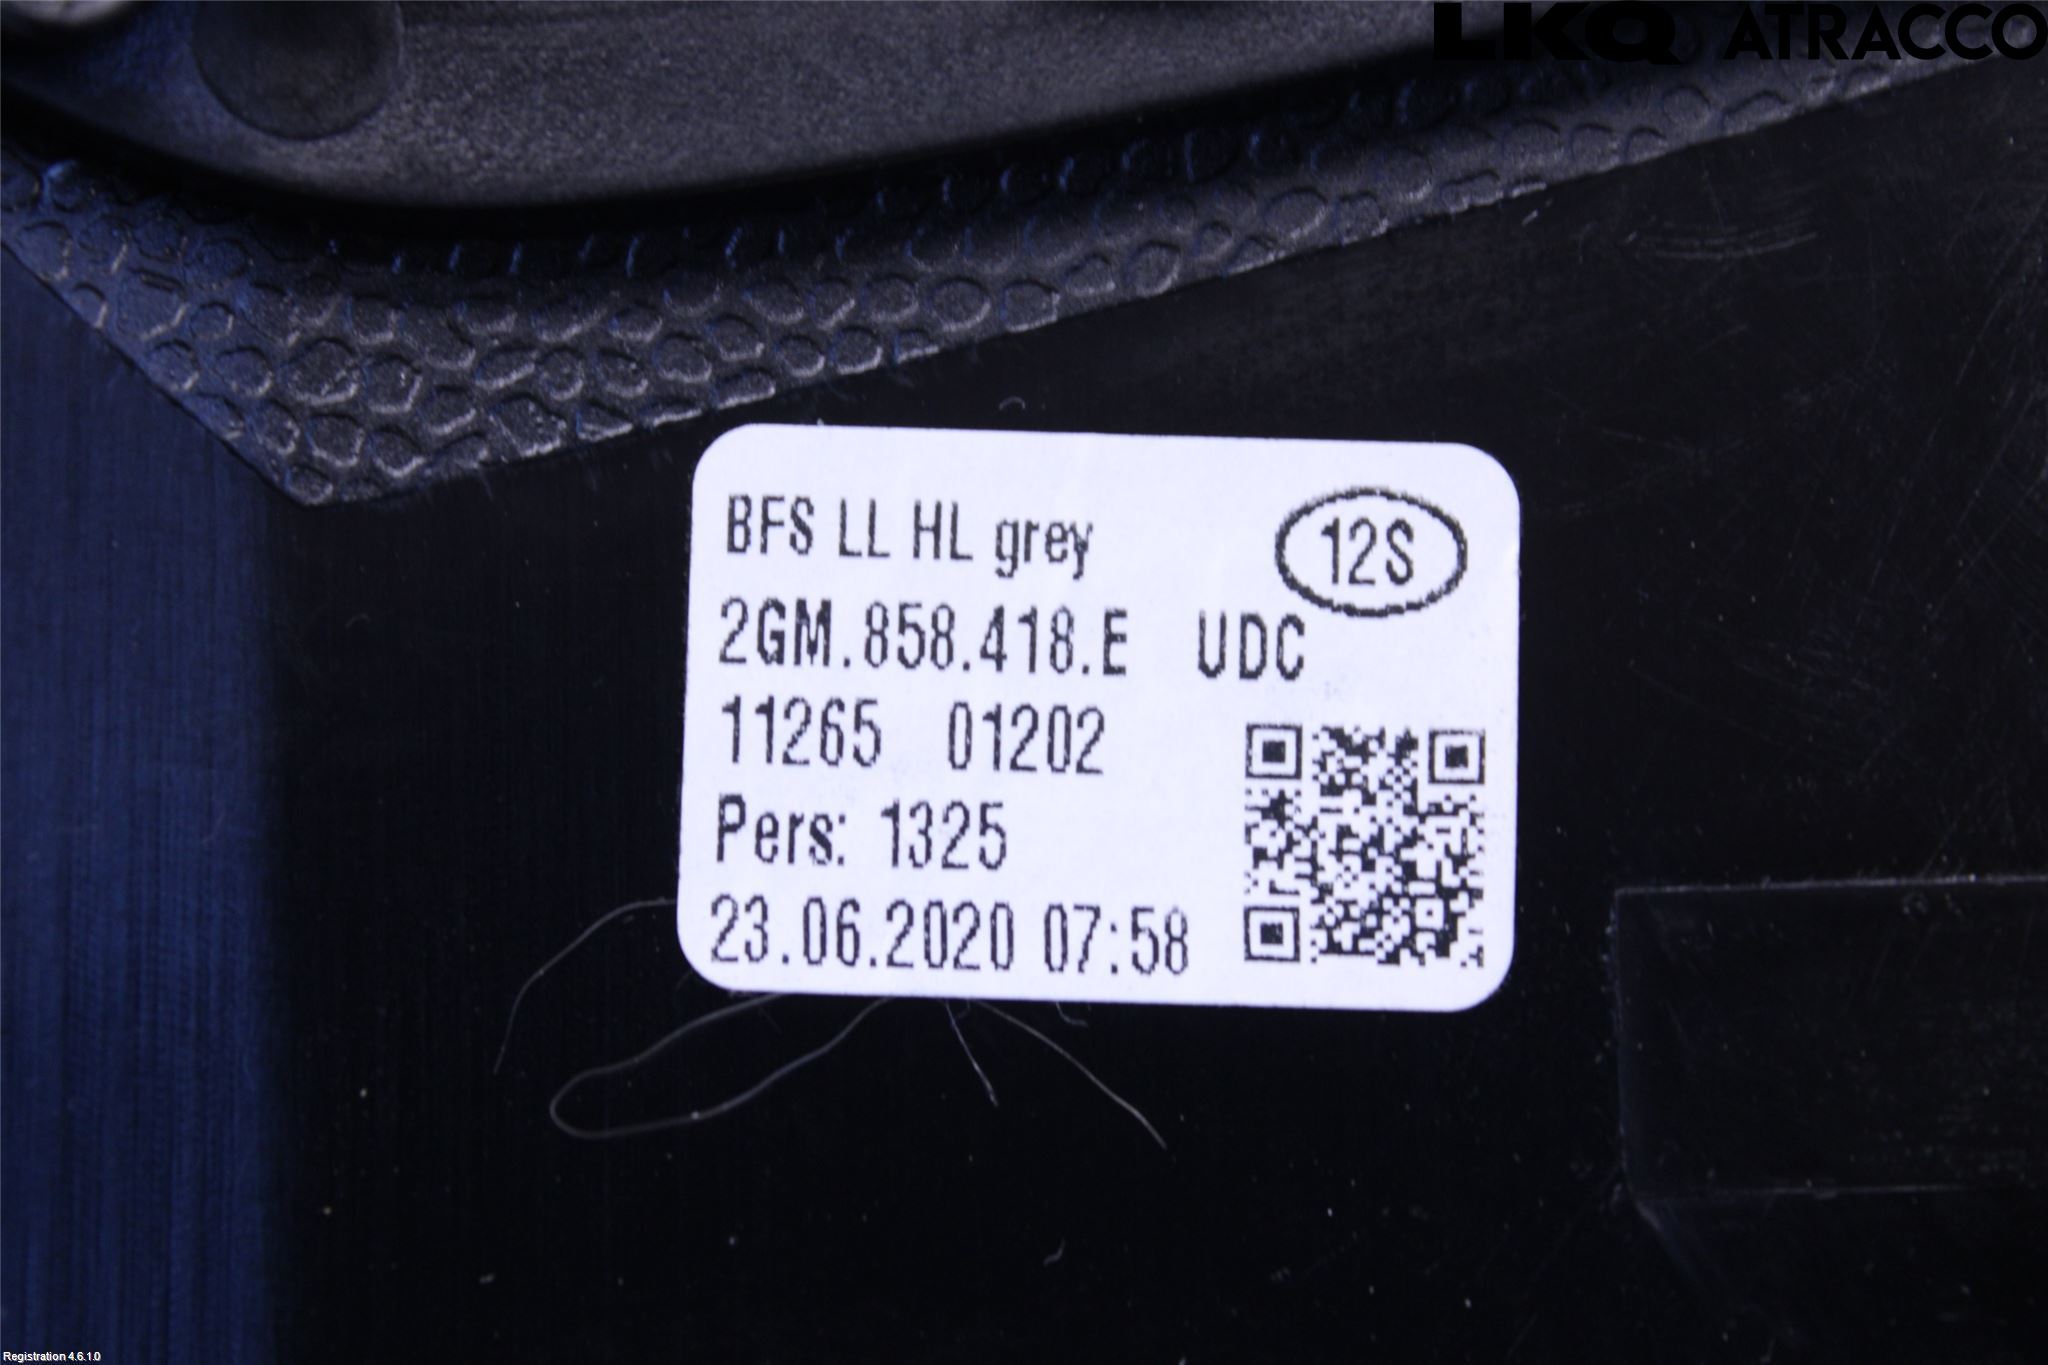 LKQ ATRACCO
BFS LL HL grey 12S
2GM.858.418.E UDC
11265 01202
Pers: 1325
23.06.2020 07:58
Registration 4.6.1.0